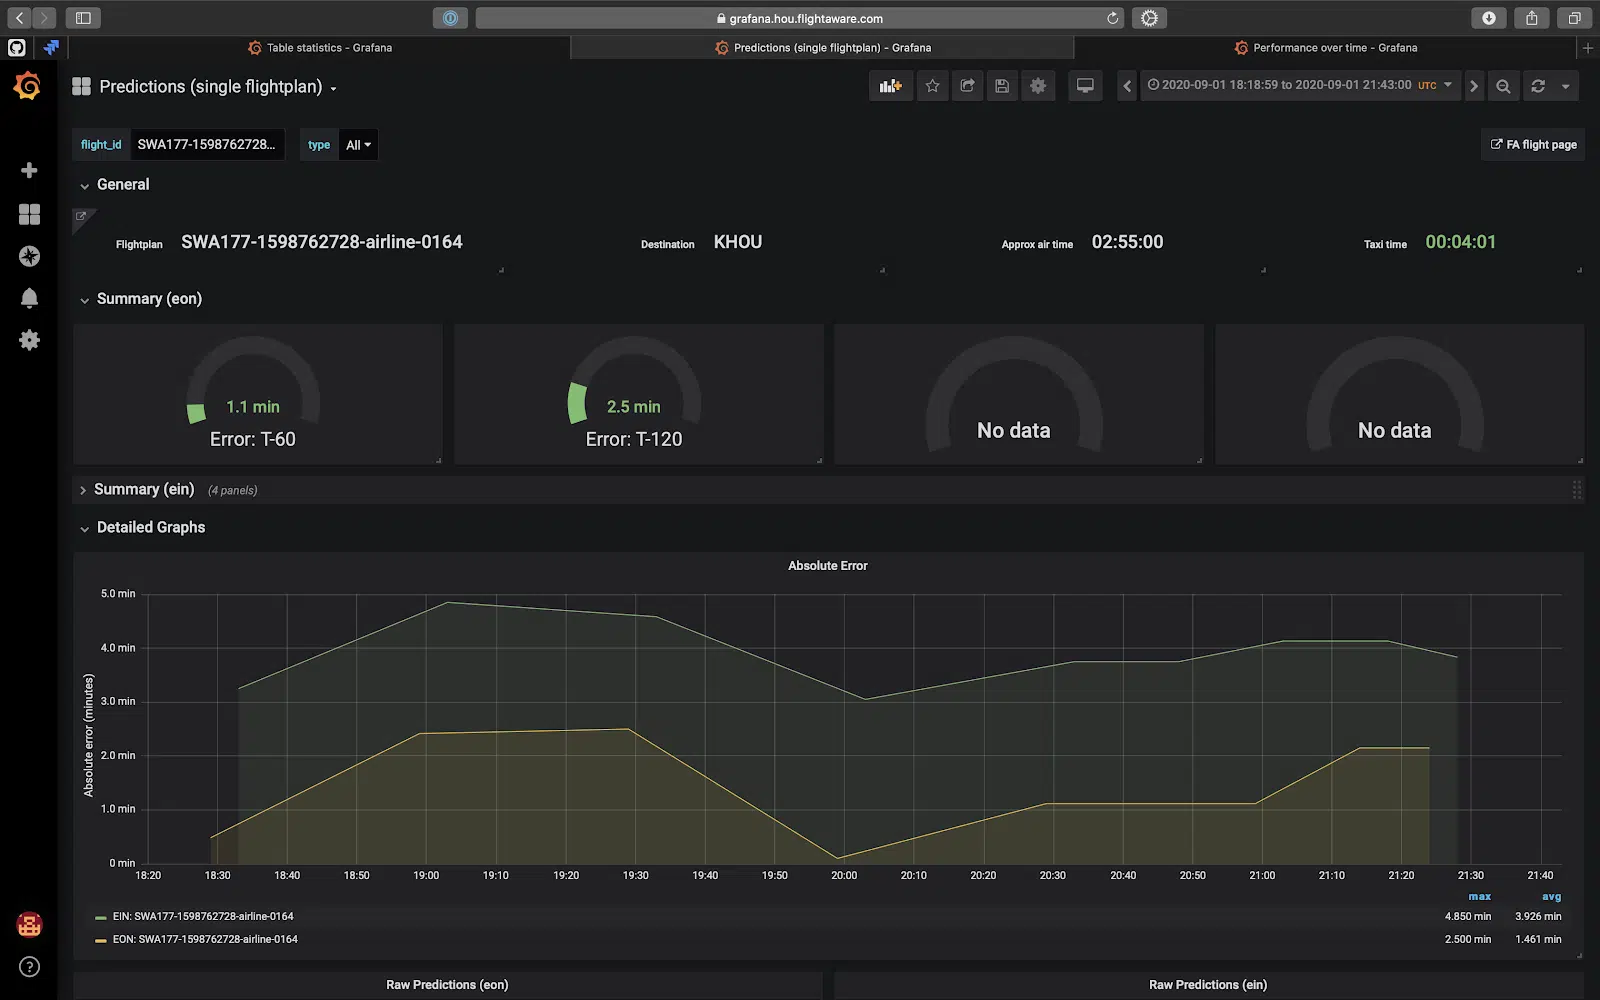 grafana.hou.flightaware.com
Table statistics - Grafana
Predictions (single flightplan) - Grafana
Performance over time - Grafana
Predictions (single flightplan)
2020-09-01 18:18:59 to 2020-09-01 21:43:00 UTC
flight_id SWA177-1598762728... type All
FA flight page
General
Flightplan SWA177-1598762728-airline-0164
Destination KHOU
Approx air time 02:55:00
Taxi time 00:04:01
Summary (eon)
1.1 min
Error: T-60
2.5 min
Error: T-120
No data
No data
Summary (ein) (4 panels)
Detailed Graphs
Absolute Error
Absolute error (minutes)
5.0 min
4.0 min
3.0 min
2.0 min
1.0 min
0 min
18:20 18:30 18:40 18:50 19:00 19:10 19:20 19:30 19:40 19:50 20:00 20:10 20:20 20:30 20:40 20:50 21:00 21:10 21:20 21:30 21:40
max avg
EIN: SWA177-1598762728-airline-0164 4.850 min 3.926 min
EON: SWA177-1598762728-airline-0164 2.500 min 1.461 min
Raw Predictions (eon)
Raw Predictions (ein)